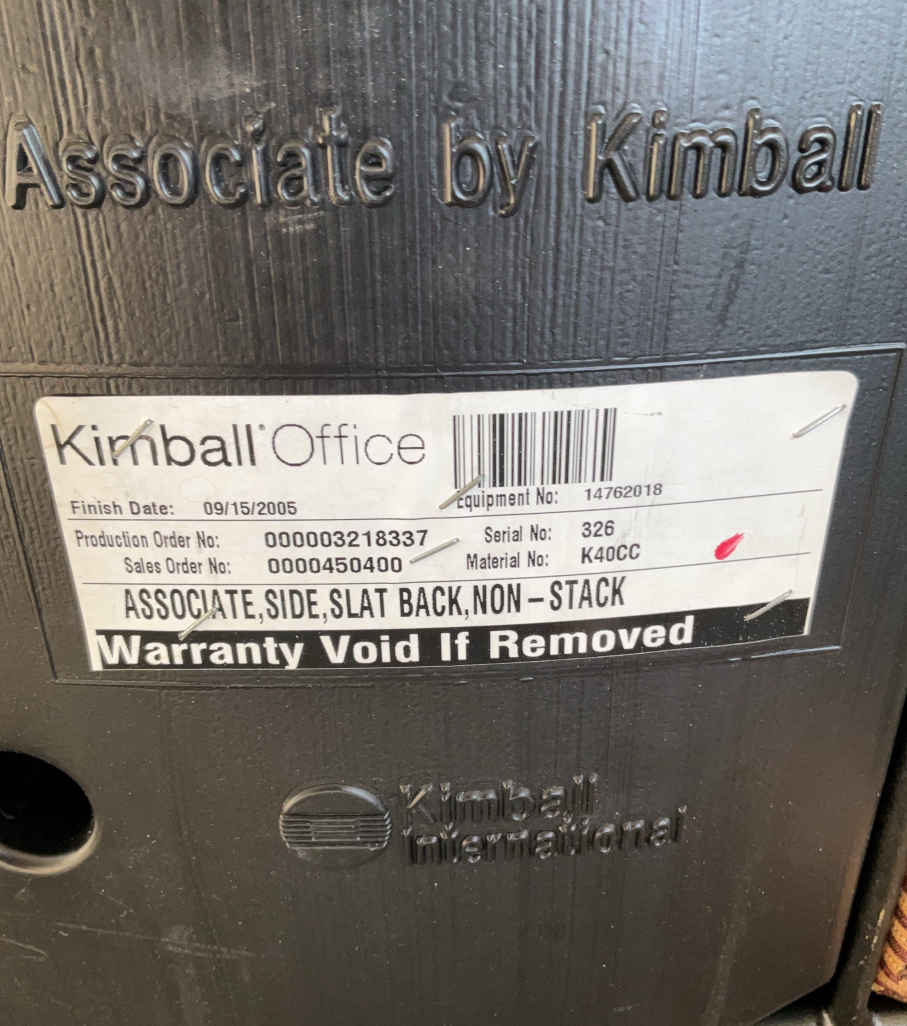 Associate by Kimball
Kimball Office
Equipment No: 14762018
Finish Date: 09/15/2005
Production Order No: 000003218337 Serial No: 326
Sales Order No: 0000450400 Material No: K40CC
ASSOCIATE,SIDE,SLAT BACK,NON-STACK
Warranty Void If Removed
Kimball
International